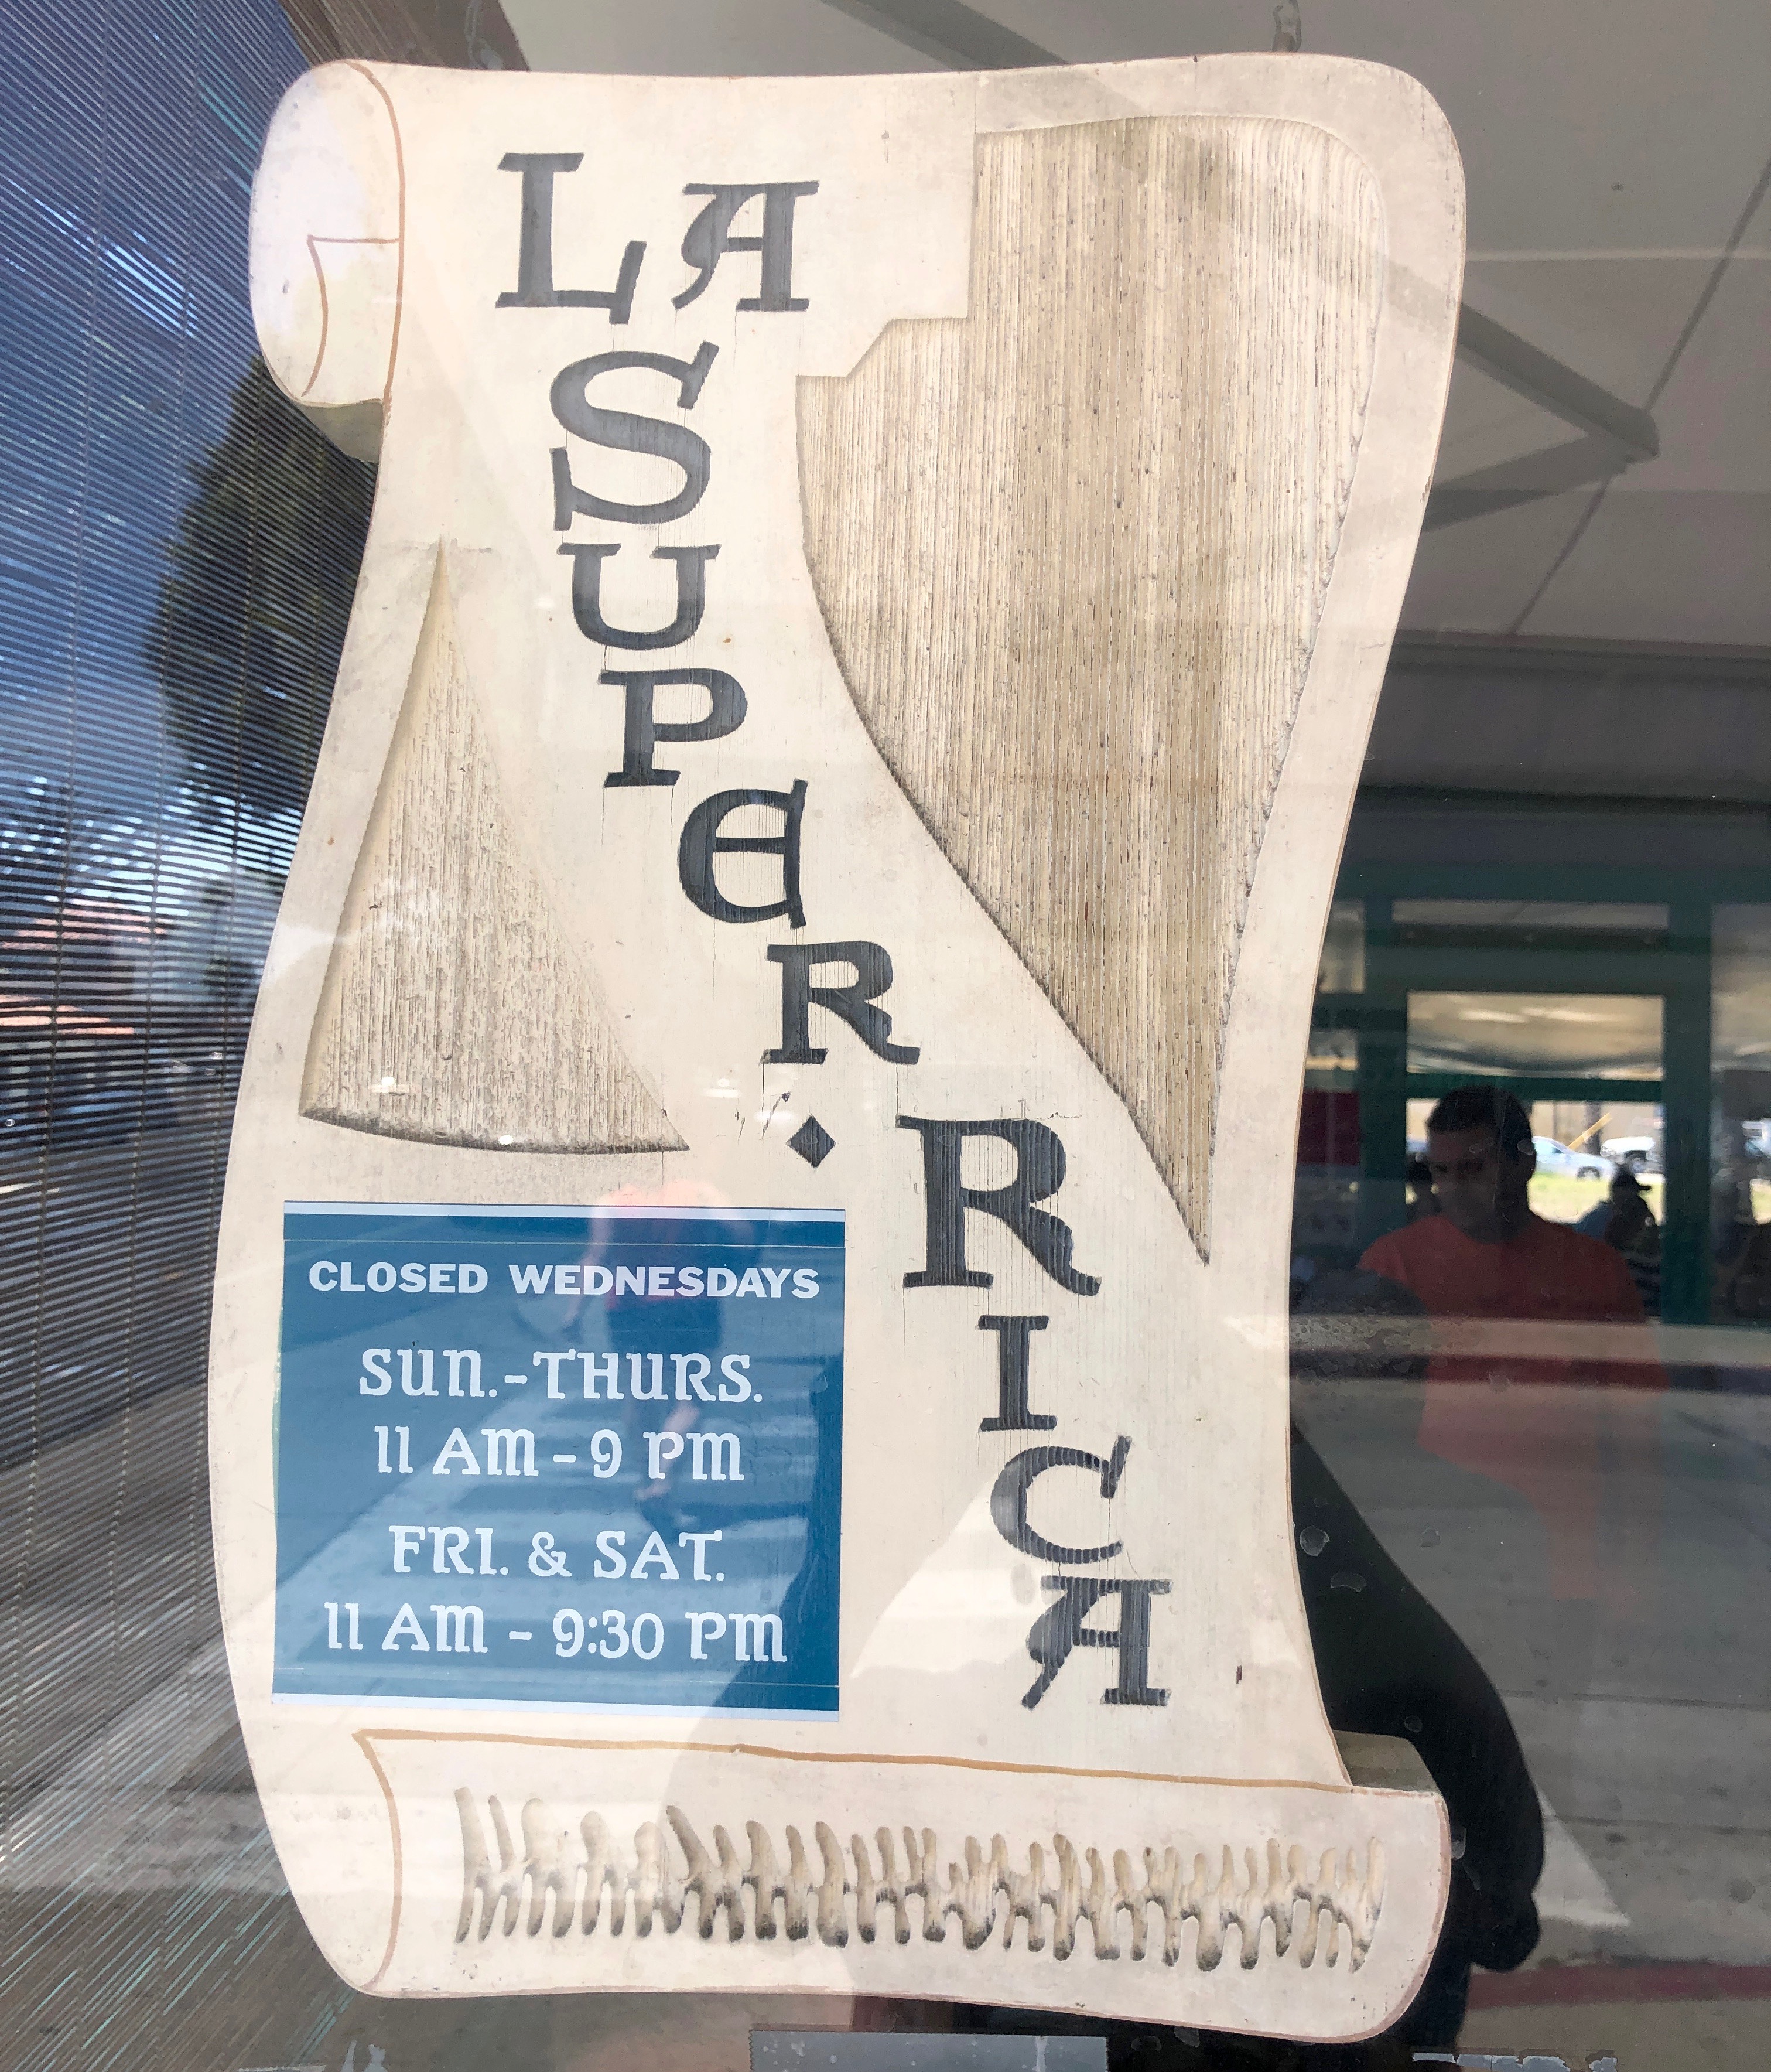 LA
SUPER
RICA
CLOSED WEDNESDAYS
SUN.-THURS.
11 AM - 9 PM
FRI. & SAT.
11 AM - 9:30 PM